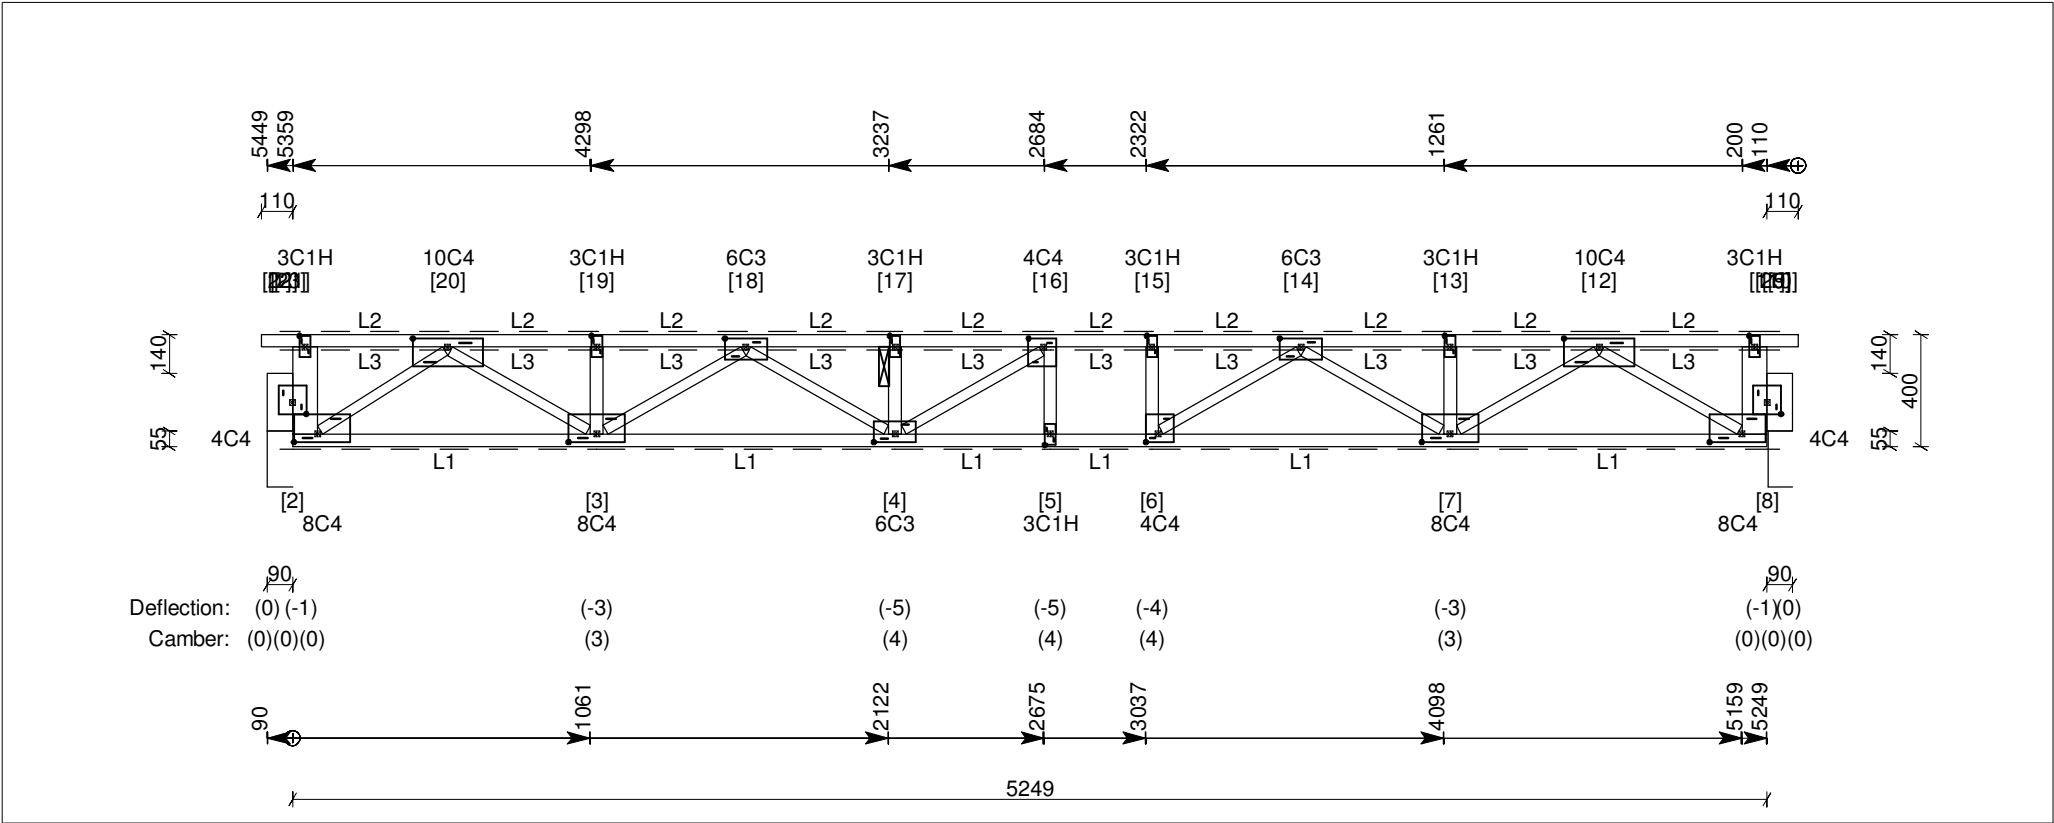 5449 5359 4298 3237 2684 2322 1261 200 110
110 110
3C1H 10C4 3C1H 6C3 3C1H 4C4 3C1H 6C3 3C1H 10C4 3C1H
[20] [19] [18] [17] [16] [15] [14] [13] [12]
L2 L2 L2 L2 L2 L2 L2 L2 L2 L2
140 L3 L3 L3 L3 L3 L3 L3 L3 L3 L3 140
400
55 4C4 4C4 55
L1 L1 L1 L1 L1 L1
[2] [3] [4] [5] [6] [7] [8]
8C4 8C4 6C3 3C1H 4C4 8C4 8C4
90 90
Deflection: (0) (-1) (-3) (-5) (-5) (-4) (-3) (-1)(0)
Camber: (0)(0)(0) (3) (4) (4) (4) (3) (0)(0)(0)
90 1061 2122 2675 3037 4098 5159 5249
5249